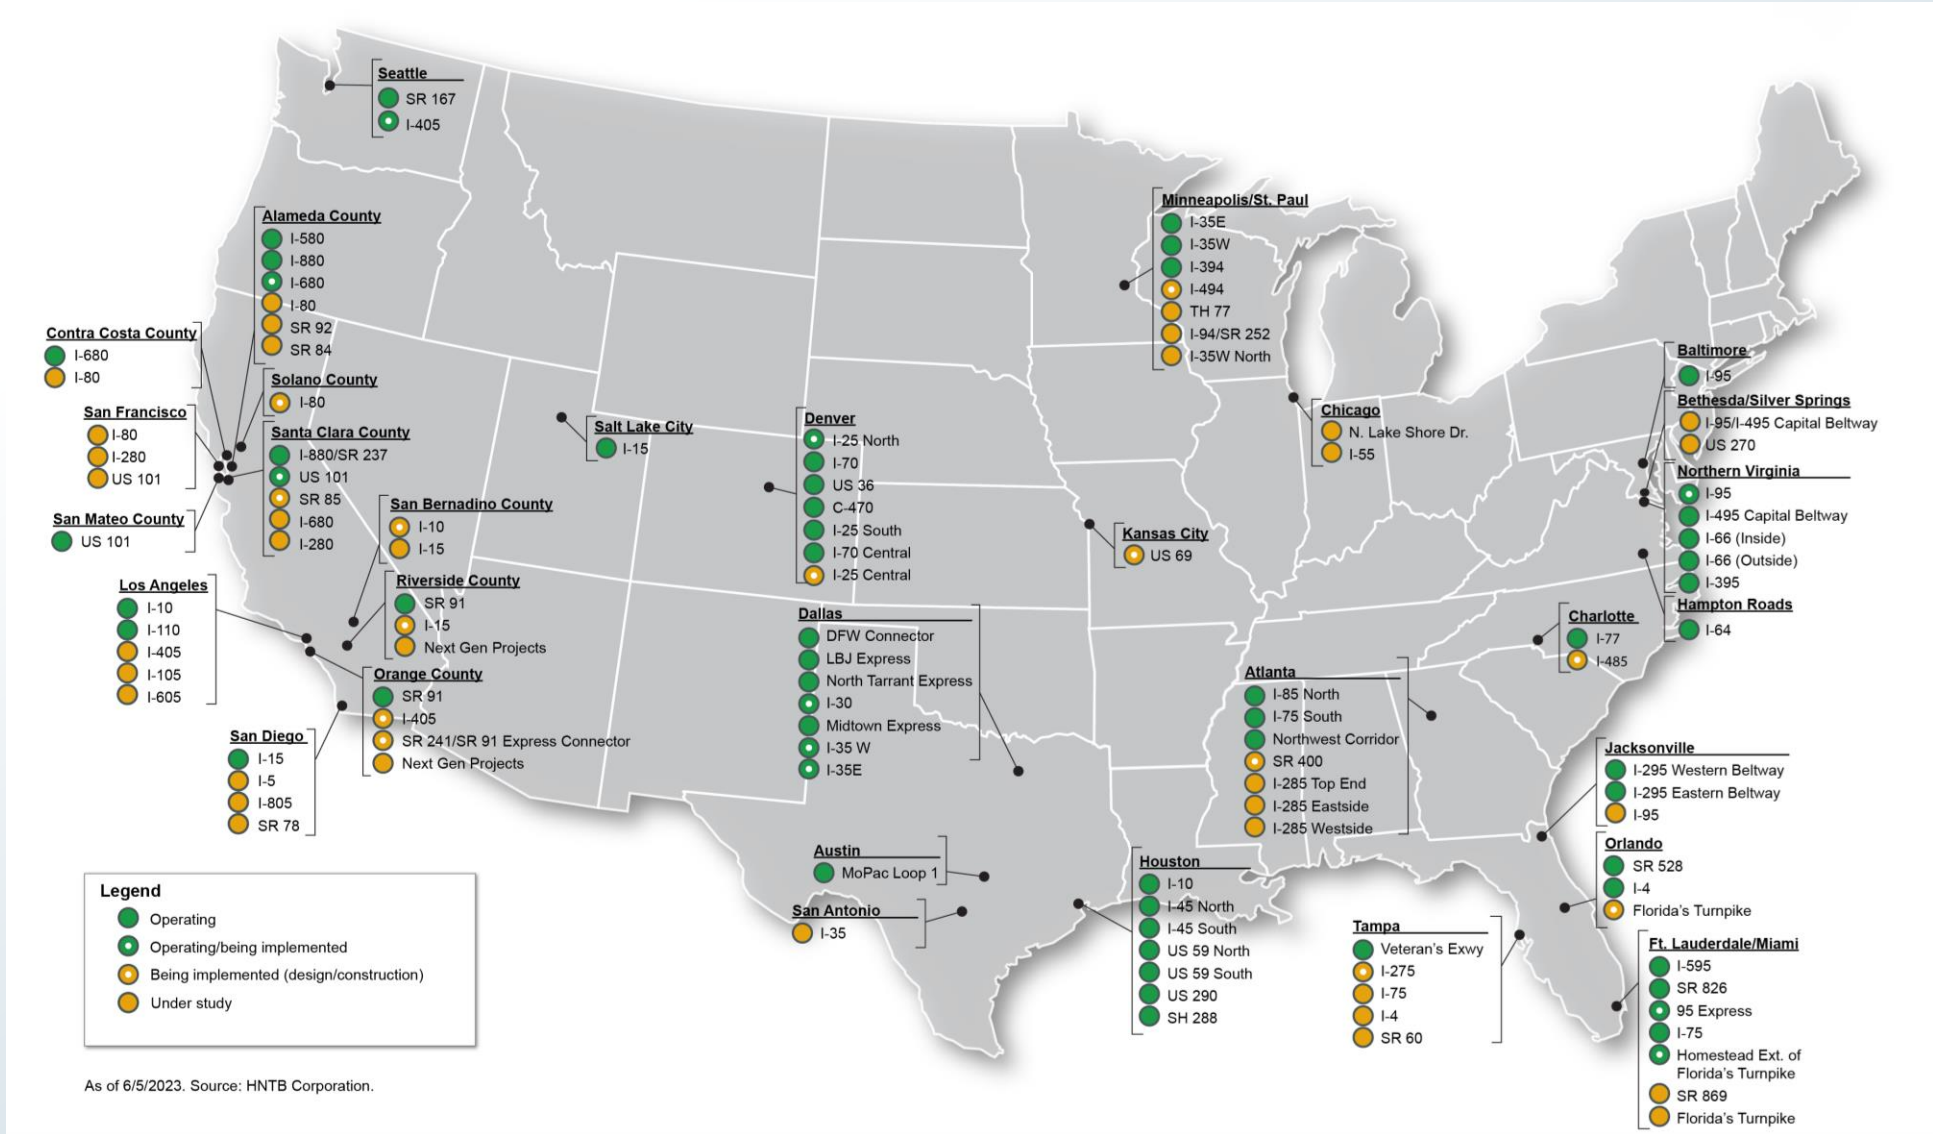 Seattle
SR 167
I-405
Alameda County
I-580
I-880
I-680
I-80
SR 92
SR 84
Contra Costa County
I-680
I-80
Solano County
I-80
San Francisco
I-80
I-280
US 101
Santa Clara County
I-880/SR 237
US 101
SR 85
I-680
I-280
San Mateo County
US 101
San Bernadino County
I-10
I-15
Los Angeles
I-10
I-110
I-405
I-105
I-605
Riverside County
SR 91
I-15
Next Gen Projects
Orange County
SR 91
I-405
SR 241/SR 91 Express Connector
Next Gen Projects
San Diego
I-15
I-5
I-805
SR 78
Salt Lake City
I-15
Denver
I-25 North
I-70
US 36
C-470
I-25 South
I-70 Central
I-25 Central
Minneapolis/St. Paul
I-35E
I-35W
I-394
I-494
TH 77
I-94/SR 252
I-35W North
Chicago
N. Lake Shore Dr.
I-55
Kansas City
US 69
Dallas
DFW Connector
LBJ Express
North Tarrant Express
I-30
Midtown Express
I-35 W
I-35E
Austin
MoPac Loop 1
San Antonio
I-35
Houston
I-10
I-45 North
I-45 South
US 59 North
US 59 South
US 290
SH 288
Atlanta
I-85 North
I-75 South
Northwest Corridor
SR 400
I-285 Top End
I-285 Eastside
I-285 Westside
Baltimore
I-95
Bethesda/Silver Springs
I-95/I-495 Capital Beltway
US 270
Northern Virginia
I-95
I-495 Capital Beltway
I-66 (Inside)
I-66 (Outside)
I-395
Hampton Roads
I-64
Charlotte
I-77
I-485
Jacksonville
I-295 Western Beltway
I-295 Eastern Beltway
I-95
Orlando
SR 528
I-4
Florida's Turnpike
Tampa
Veteran's Exwy
I-275
I-75
I-4
SR 60
Ft. Lauderdale/Miami
I-595
SR 826
95 Express
I-75
Homestead Ext. of
Florida's Turnpike
SR 869
Florida's Turnpike
Legend
Operating
Operating/being implemented
Being implemented (design/construction)
Under study
As of 6/5/2023. Source: HNTB Corporation.